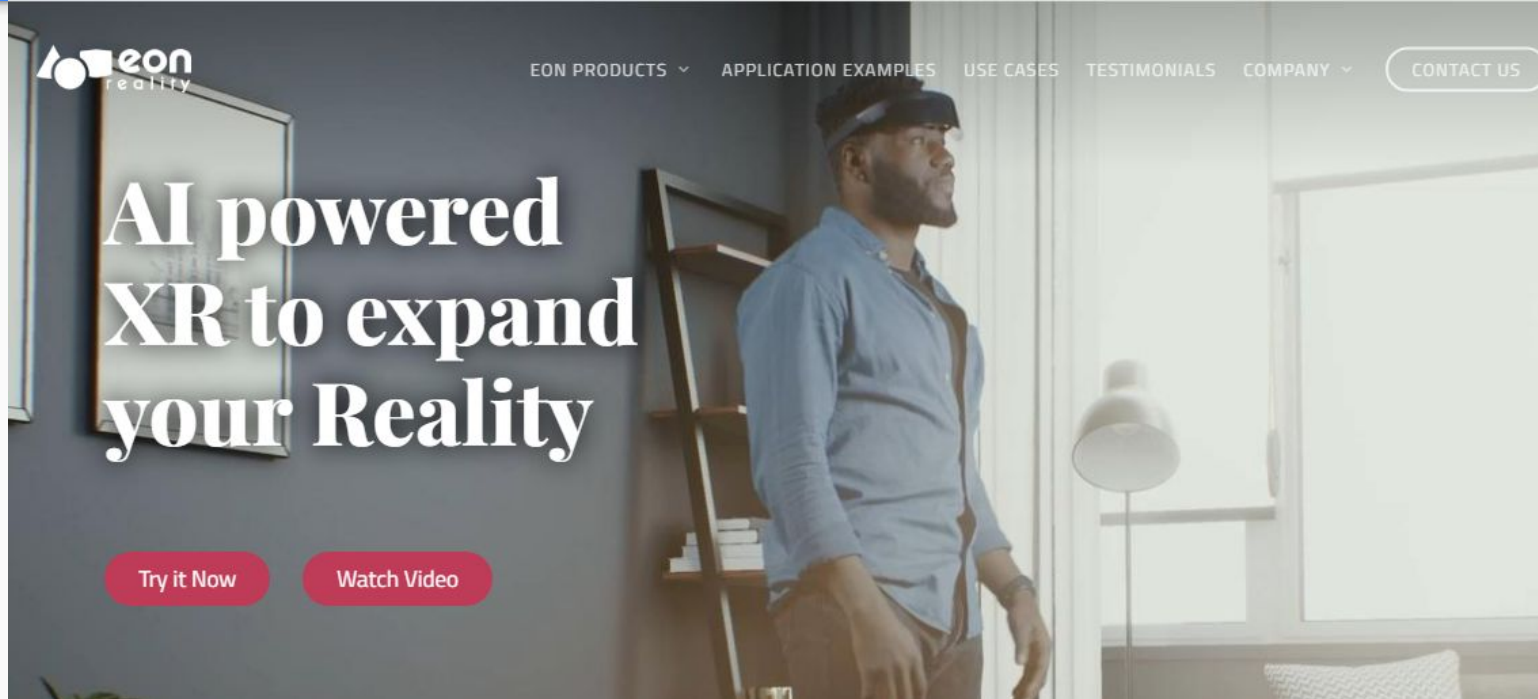 eon
reality
EON PRODUCTS
APPLICATION EXAMPLES
USE CASES
TESTIMONIALS
COMPANY
CONTACT US
AI powered
XR to expand
your Reality
Try it Now
Watch Video